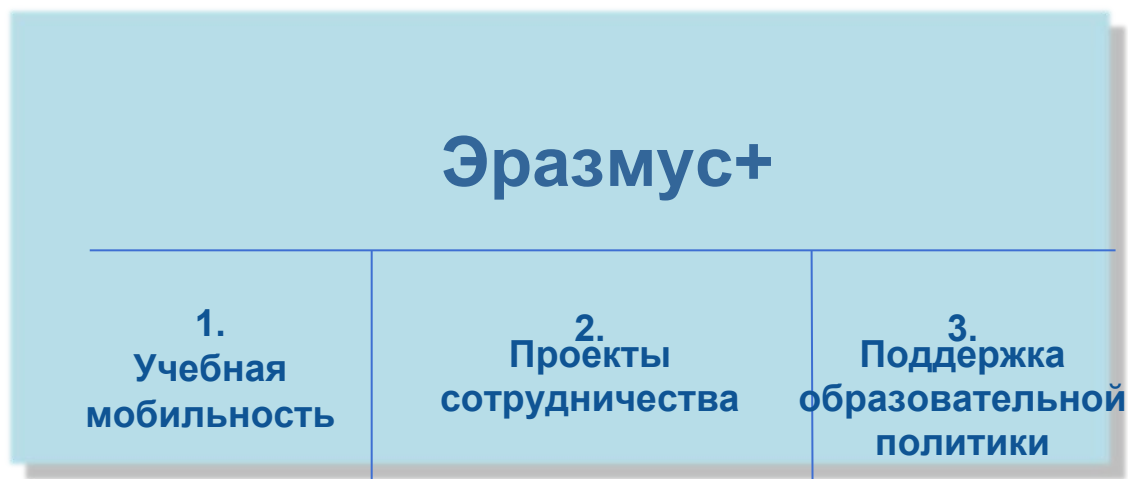 Эразмус+
1.
Учебная
мобильность
2.
Проекты
сотрудничества
3.
Поддержка
образовательной
политики